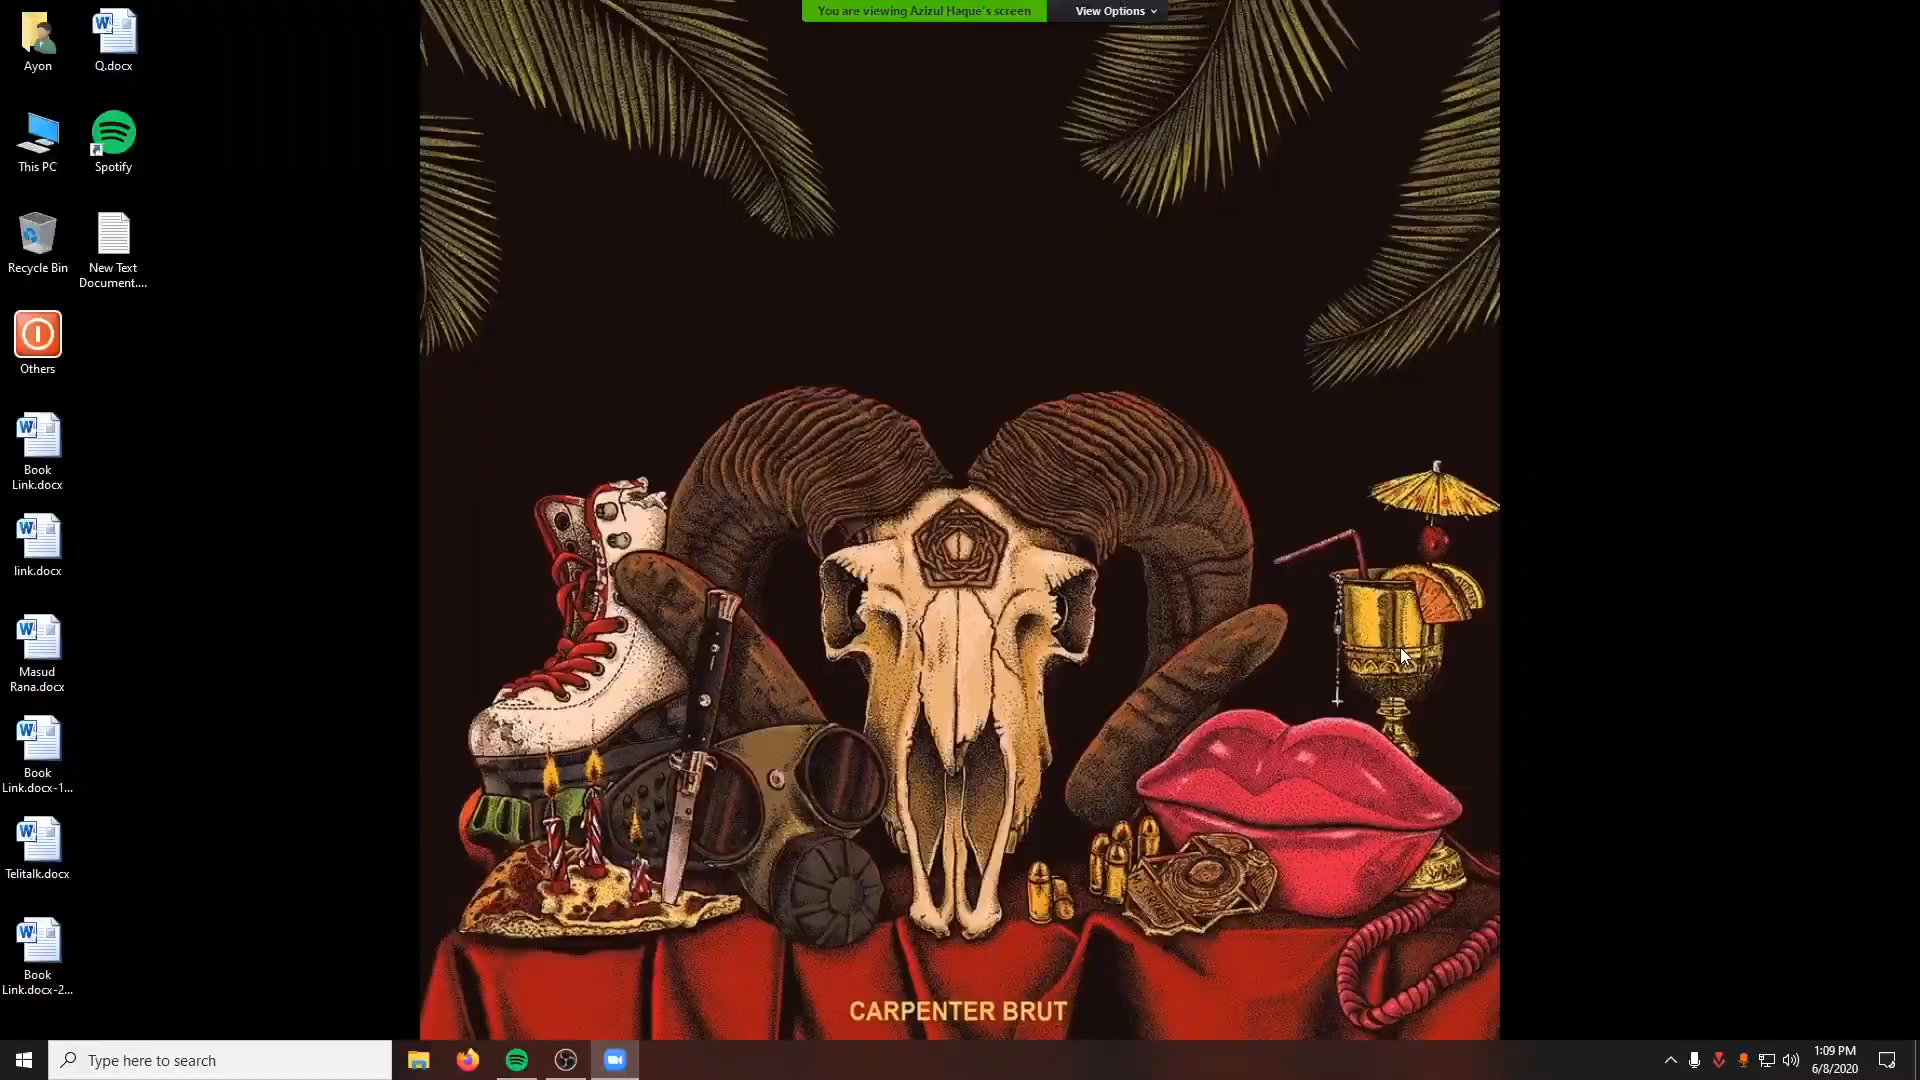 You are viewing Azizul Haque's screen
View Options
Ayon
Q.docx
This PC
Spotify
Recycle Bin
New Text
Document....
Others
Book
Link.docx
link.docx
Masud
Rana.docx
Book
Link.docx-1...
Telitalk.docx
Book
Link.docx-2...
CARPENTER BRUT
Type here to search
1:09 PM
6/8/2020